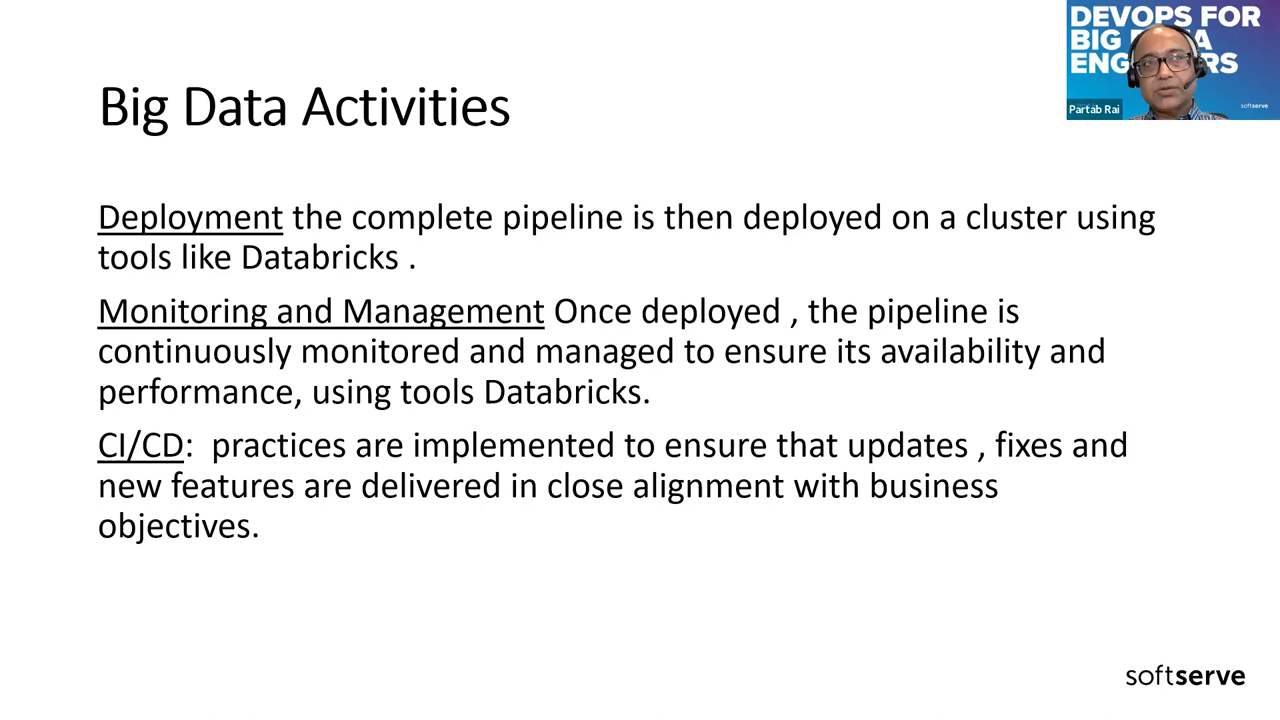 DEVOPS FOR
BIG
ENG
Partab Rai
softserve
Big Data Activities
Deployment the complete pipeline is then deployed on a cluster using
tools like Databricks .
Monitoring and Management Once deployed , the pipeline is
continuously monitored and managed to ensure its availability and
performance, using tools Databricks.
CI/CD:  practices are implemented to ensure that updates , fixes and
new features are delivered in close alignment with business
objectives.
softserve